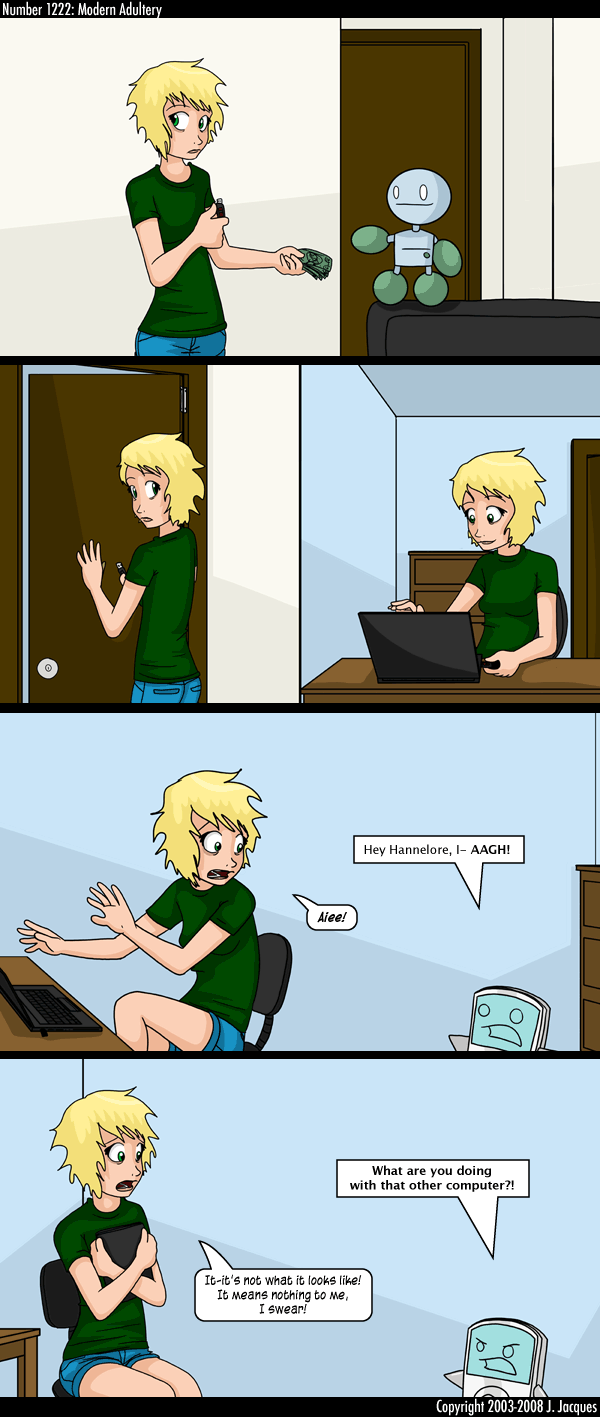 Number 1222: Modern Adultery
Hey Hannelore, I- AAGH!
Aiee!
What are you doing
with that other computer?!
It-it's not what it looks like!
It means nothing to me,
I swear!
Copyright 2003-2008 J. Jacques